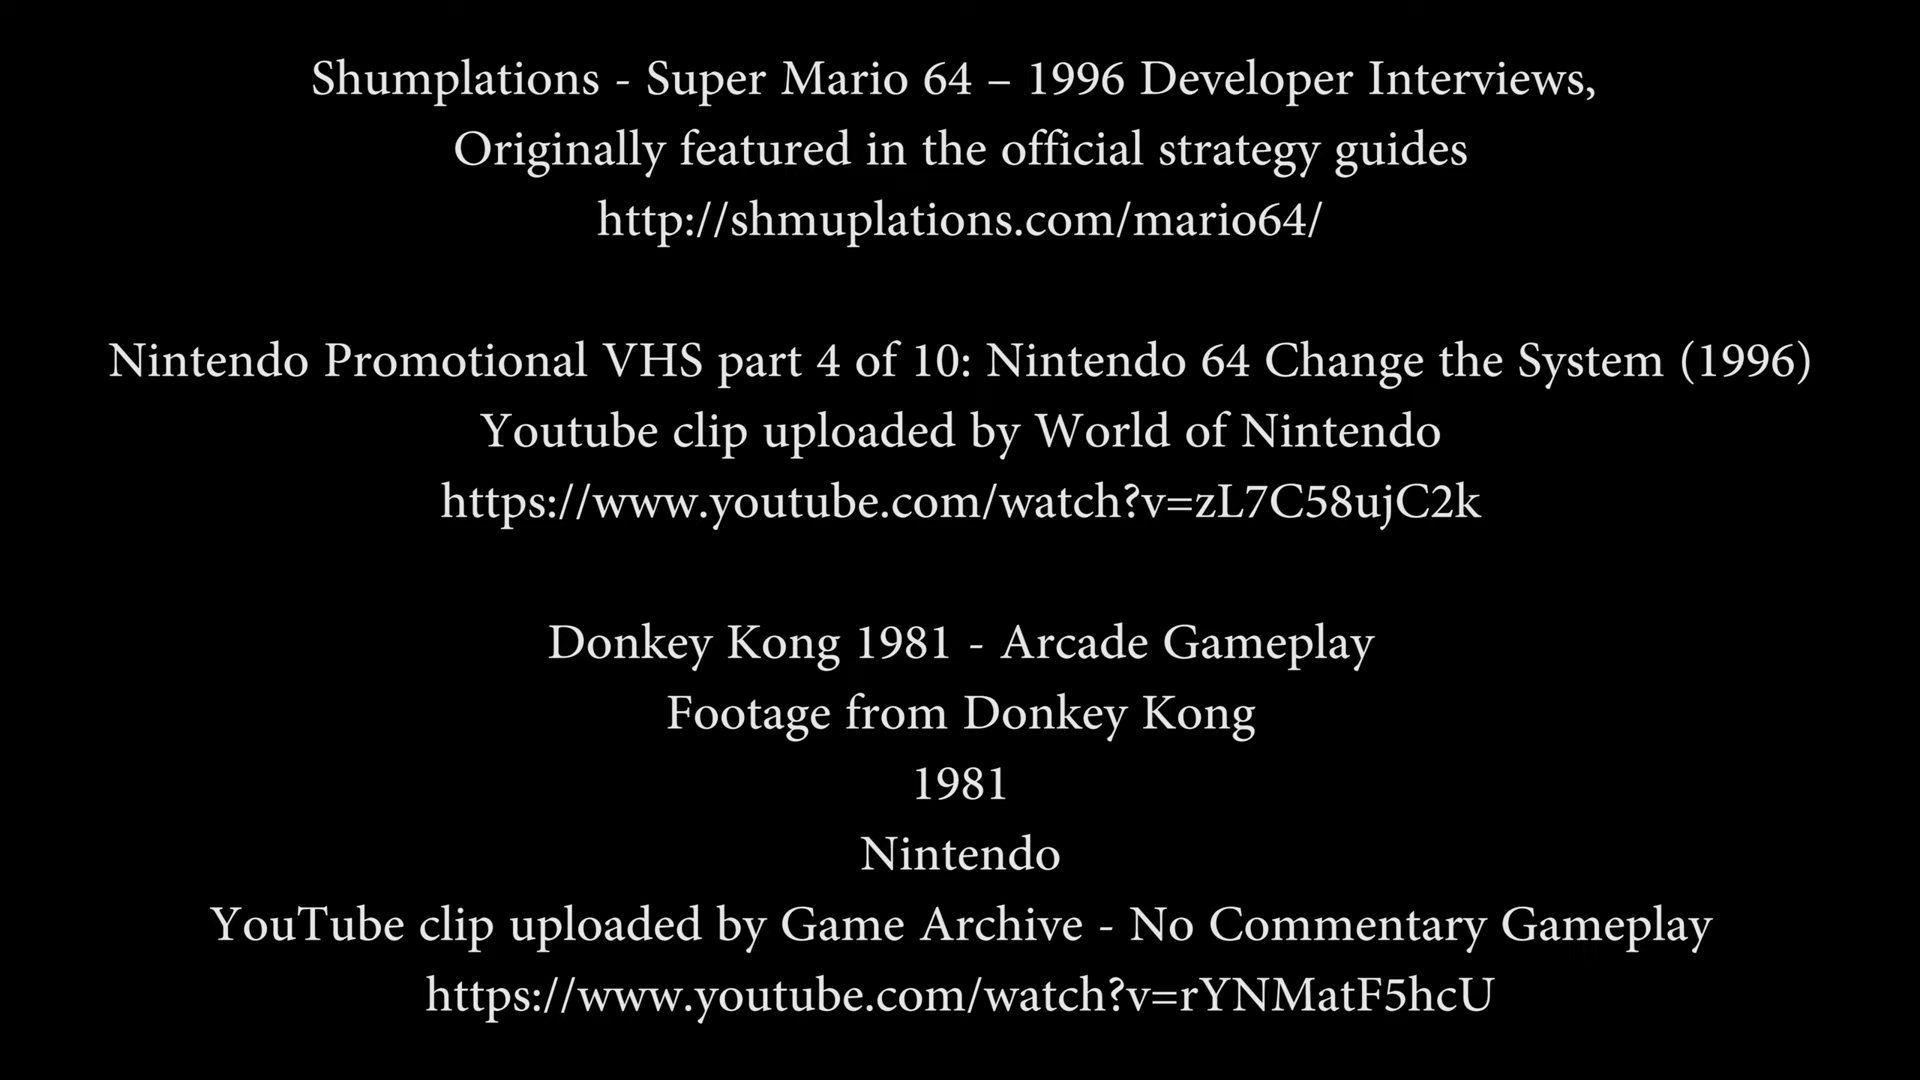 Shumplations - Super Mario 64 – 1996 Developer Interviews,
Originally featured in the official strategy guides
http://shmuplations.com/mario64/
Nintendo Promotional VHS part 4 of 10: Nintendo 64 Change the System (1996)
Youtube clip uploaded by World of Nintendo
https://www.youtube.com/watch?v=zL7C58ujC2k
Donkey Kong 1981 - Arcade Gameplay
Footage from Donkey Kong
1981
Nintendo
YouTube clip uploaded by Game Archive - No Commentary Gameplay
https://www.youtube.com/watch?v=rYNMatF5hcU